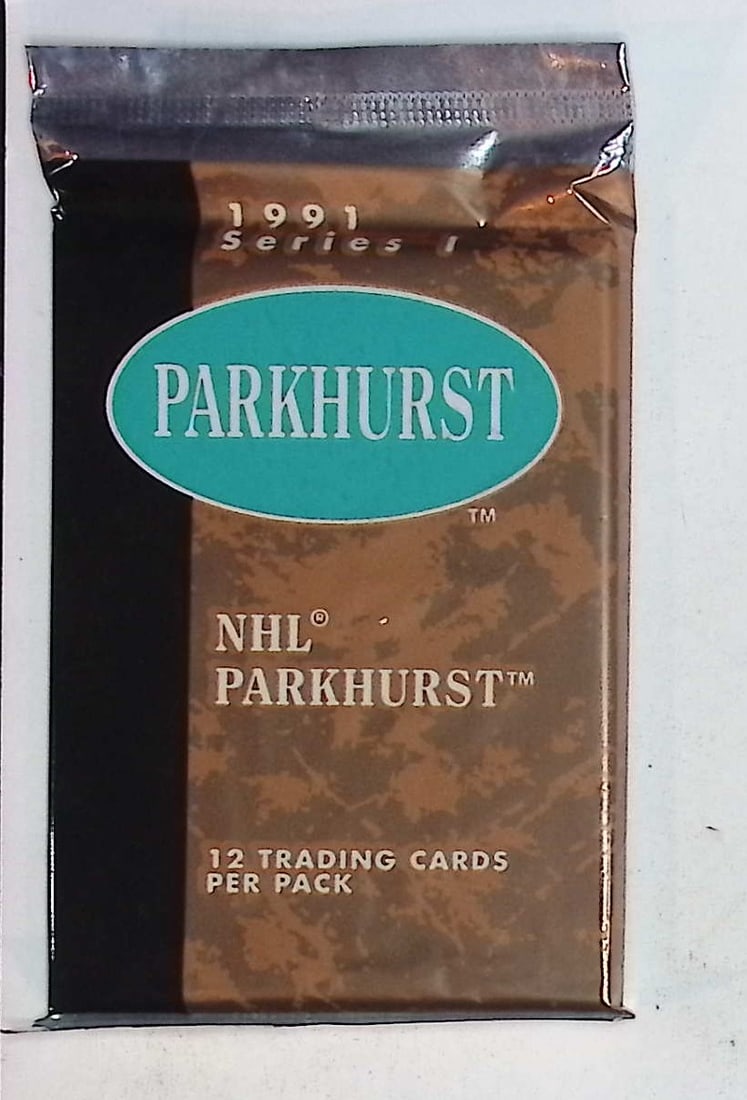 1991
Series I
PARKHURST
TM
NHL®
PARKHURST™
12 TRADING CARDS
PER PACK